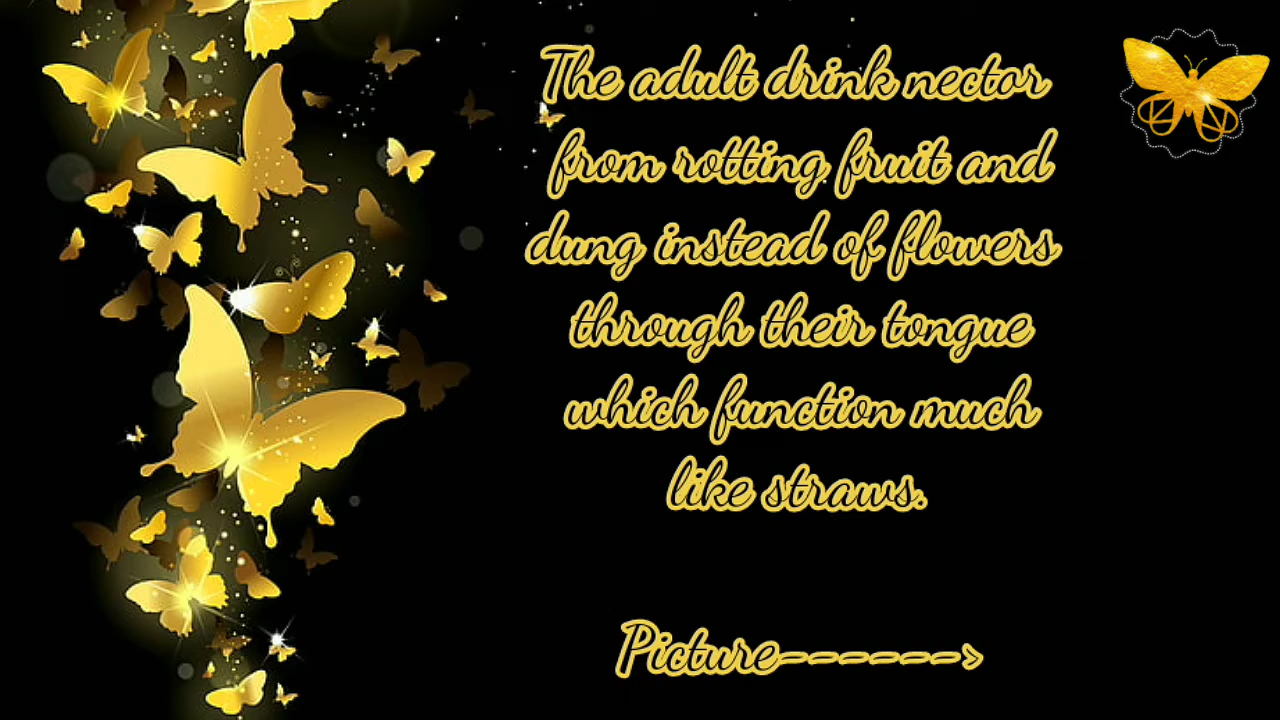 The adult drink nector
from rotting fruit and
dung instead of flowers
through their tongue
which function much
like straws.
Picture------>